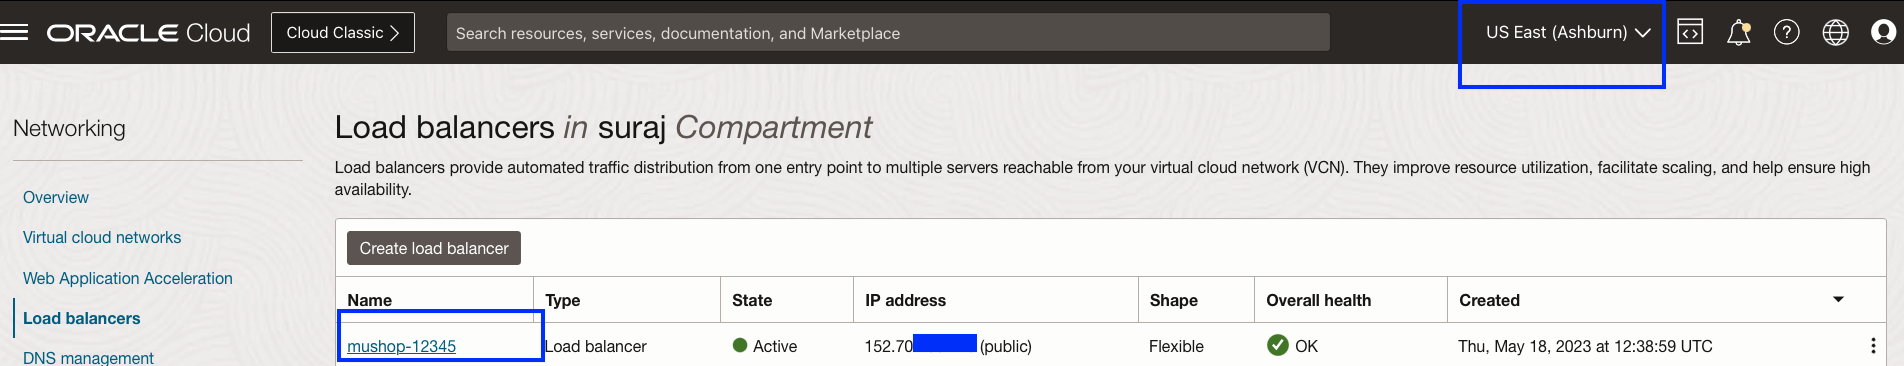 ORACLE Cloud
Cloud Classic >
Search resources, services, documentation, and Marketplace
US East (Ashburn)
Networking
Overview
Virtual cloud networks
Web Application Acceleration
Load balancers
DNS management
Load balancers in suraj Compartment
Load balancers provide automated traffic distribution from one entry point to multiple servers reachable from your virtual cloud network (VCN). They improve resource utilization, facilitate scaling, and help ensure high
availability.
Create load balancer
Name Type State IP address Shape Overall health Created
mushop-12345 Load balancer Active 152.70 (public) Flexible OK Thu, May 18, 2023 at 12:38:59 UTC